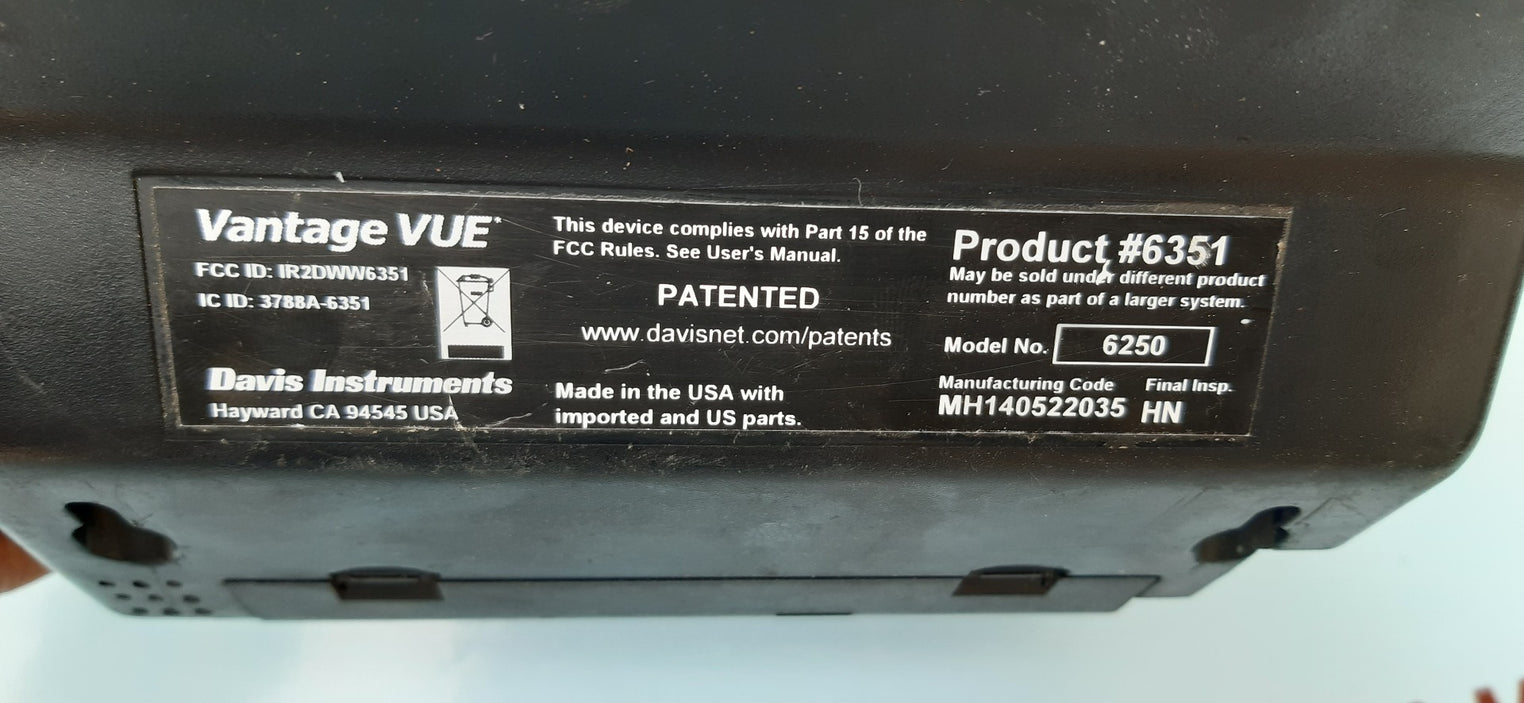 Vantage VUE*
FCC ID: IR2DWW6351
IC ID: 3788A-6351
Davis Instruments
Hayward CA 94545 USA
This device complies with Part 15 of the
FCC Rules. See User's Manual.
PATENTED
www.davisnet.com/patents
Made in the USA with
imported and US parts.
Product #6351
May be sold under different product
number as part of a larger system.
Model No. 6250
Manufacturing Code Final Insp.
MH140522035 HN